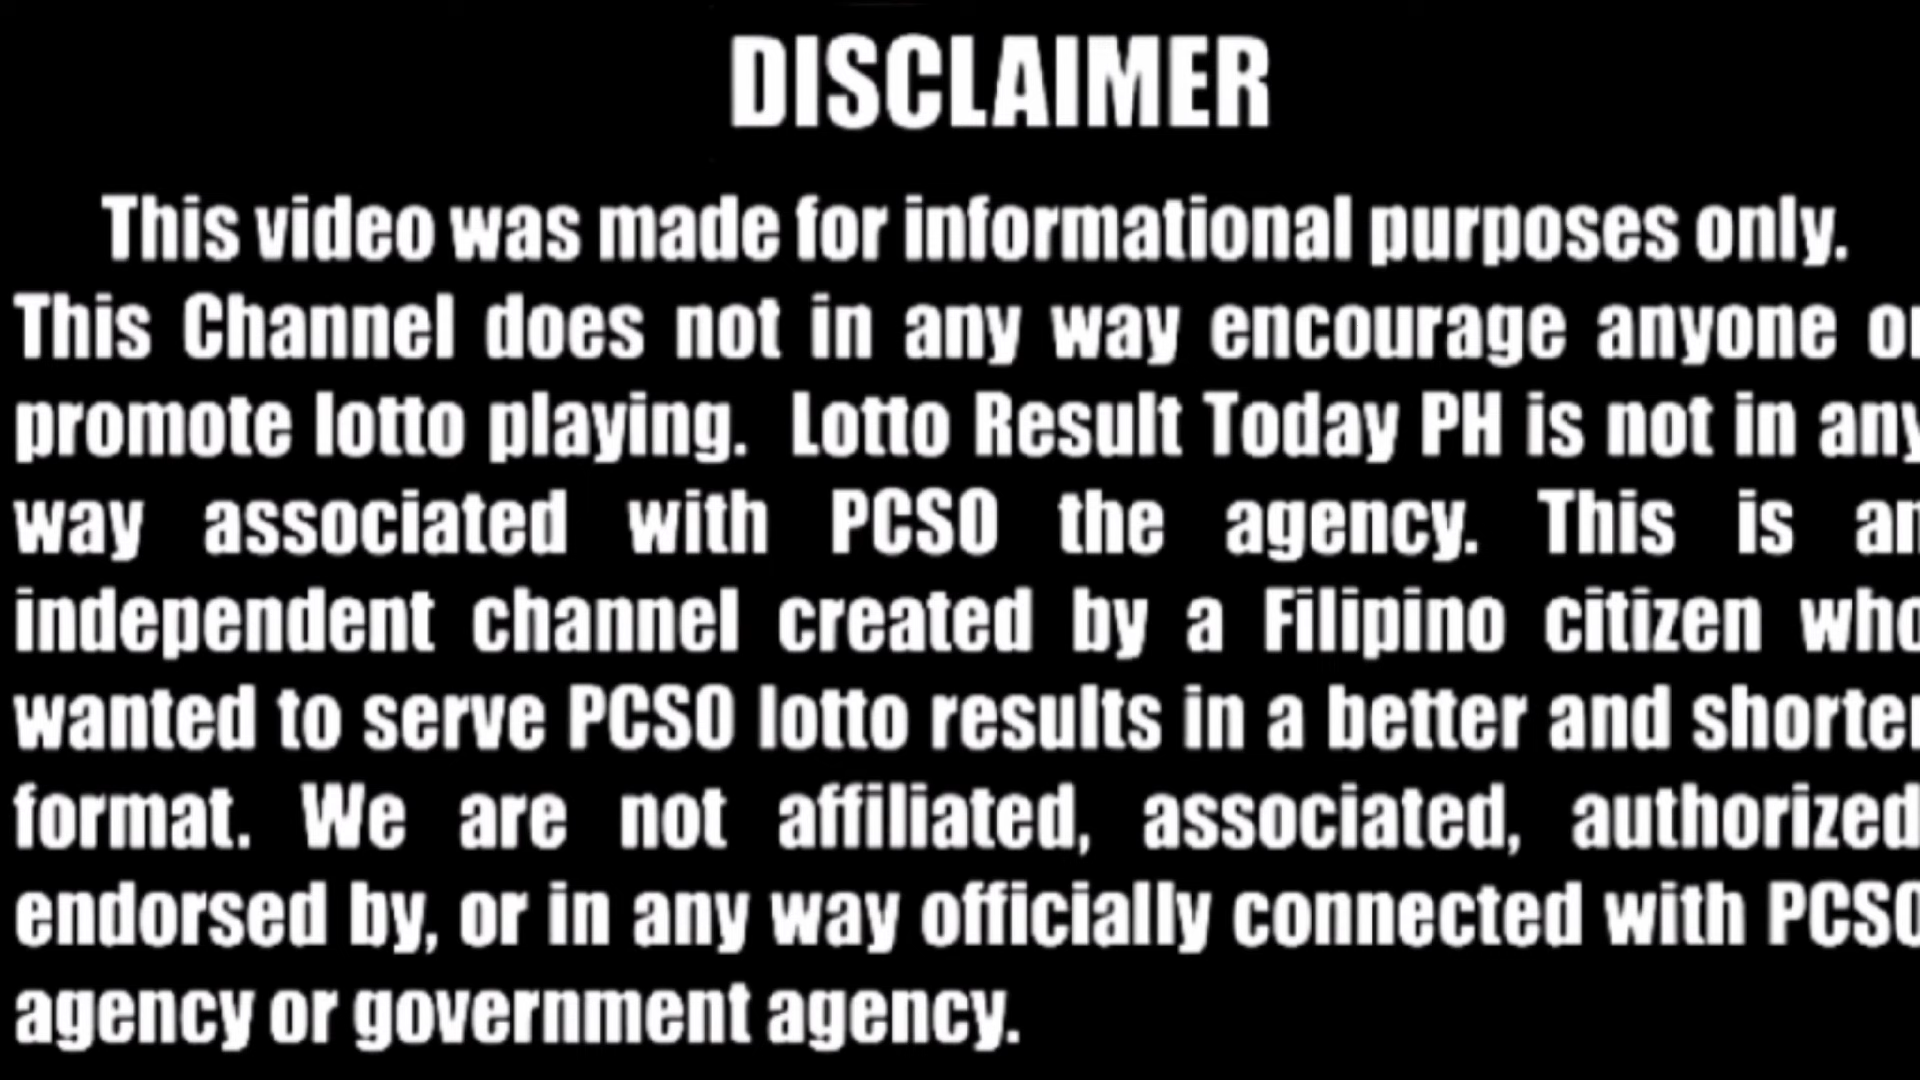 DISCLAIMER
This video was made for informational purposes only.
This Channel does not in any way encourage anyone or
promote lotto playing. Lotto Result Today PH is not in any
way associated with PCSO the agency. This is an
independent channel created by a Filipino citizen who
wanted to serve PCSO lotto results in a better and shorter
format. We are not affiliated, associated, authorized,
endorsed by, or in any way officially connected with PCSO
agency or government agency.